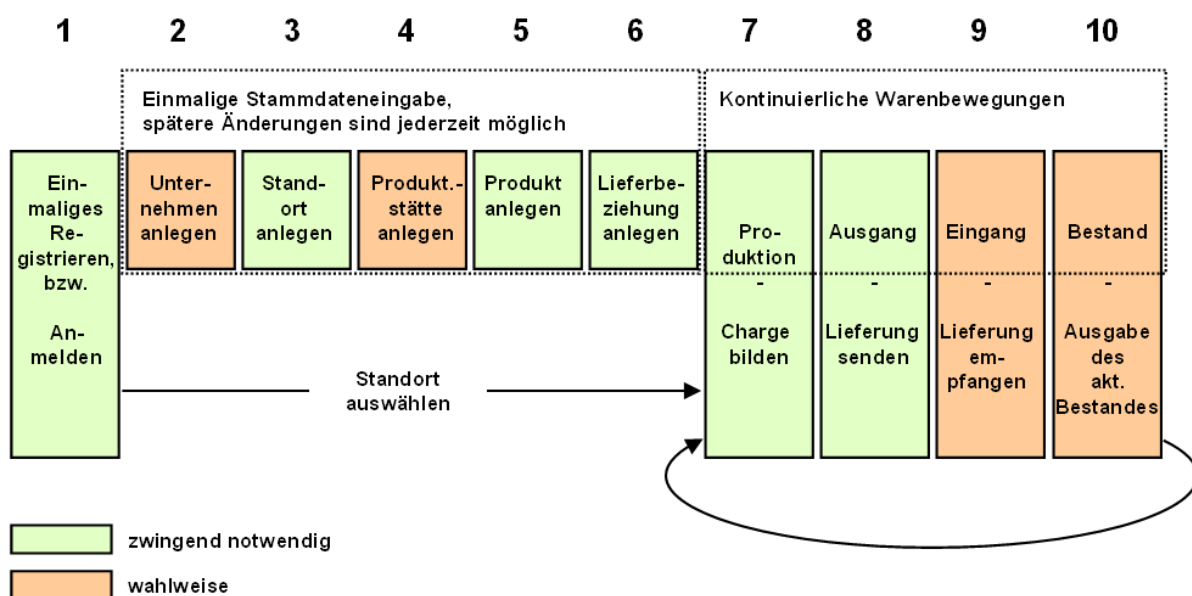 1 2 3 4 5 6 7 8 9 10
Einmalige Stammdateneingabe,
spätere Änderungen sind jederzeit möglich
Kontinuierliche Warenbewegungen
Ein-
maliges
Re-
gistrieren,
bzw.
An-
melden
Unter-
nehmen
anlegen
Stand-
ort
anlegen
Produkt.-
stätte
anlegen
Produkt
anlegen
Lieferbe-
ziehung
anlegen
Pro-
duktion
-
Charge
bilden
Ausgang
-
Lieferung
senden
Eingang
-
Lieferung
em-
pfangen
Bestand
-
Ausgabe
des
akt.
Bestandes
Standort
auswählen
zwingend notwendig
wahlweise